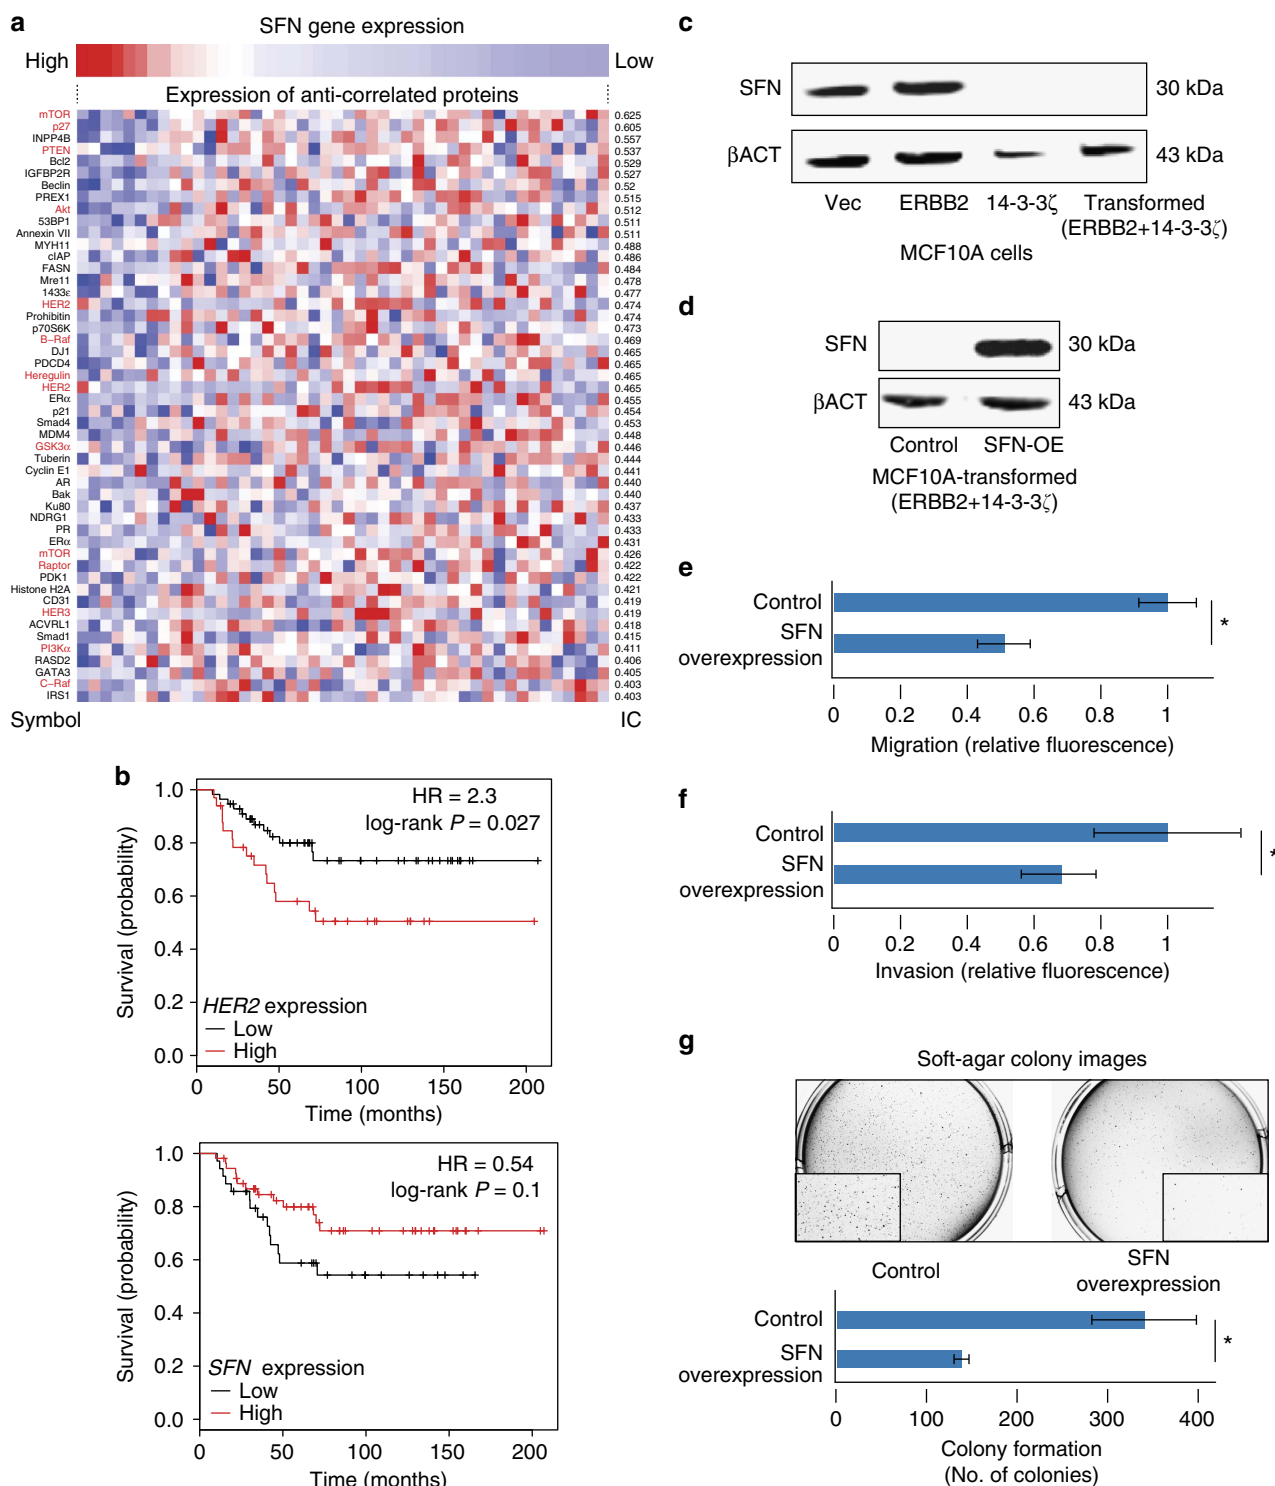 a
SFN gene expression
High
Low
Expression of anti-correlated proteins
mTOR 0.625
p27 0.605
INPP4B 0.557
PTEN 0.537
Bcl2 0.529
IGFBP2R 0.527
Beclin 0.52
PREX1 0.515
Akt 0.512
53BP1 0.511
Annexin VII 0.511
MYH11 0.488
cIAP 0.486
FASN 0.484
Mre11 0.478
1433ε 0.477
HER2 0.474
Prohibitin 0.474
p70S6K 0.473
B–Raf 0.469
DJ1 0.465
PDCD4 0.465
Heregulin 0.465
HER2 0.465
ERα 0.455
p21 0.454
Smad4 0.453
MDM4 0.448
GSK3α 0.446
Tuberin 0.444
Cyclin E1 0.441
AR 0.440
Bak 0.440
Ku80 0.437
NDRG1 0.433
PR 0.433
ERα 0.431
mTOR 0.426
Raptor 0.422
PDK1 0.422
Histone H2A 0.421
CD31 0.419
HER3 0.419
ACVRL1 0.418
Smad1 0.415
PI3Kα 0.411
RASD2 0.406
GATA3 0.405
C–Raf 0.403
IRS1 0.403
Symbol
IC
b
Survival (probability)
1.0
0.8
0.6
0.4
0.2
0.0
HR = 2.3
log-rank P = 0.027
HER2 expression
Low
High
0 50 100 150 200
Time (months)
Survival (probability)
1.0
0.8
0.6
0.4
0.2
0.0
HR = 0.54
log-rank P = 0.1
SFN expression
Low
High
0 50 100 150 200
Time (months)
c
SFN 30 kDa
βACT 43 kDa
Vec ERBB2 14-3-3ζ Transformed
(ERBB2+14-3-3ζ)
MCF10A cells
d
SFN 30 kDa
βACT 43 kDa
Control SFN-OE
MCF10A-transformed
(ERBB2+14-3-3ζ)
e
Control
SFN
overexpression
*
0 0.2 0.4 0.6 0.8 1
Migration (relative fluorescence)
f
Control
SFN
overexpression
*
0 0.2 0.4 0.6 0.8 1
Invasion (relative fluorescence)
g
Soft-agar colony images
Control
SFN
overexpression
Control
SFN
overexpression
*
0 100 200 300 400
Colony formation
(No. of colonies)